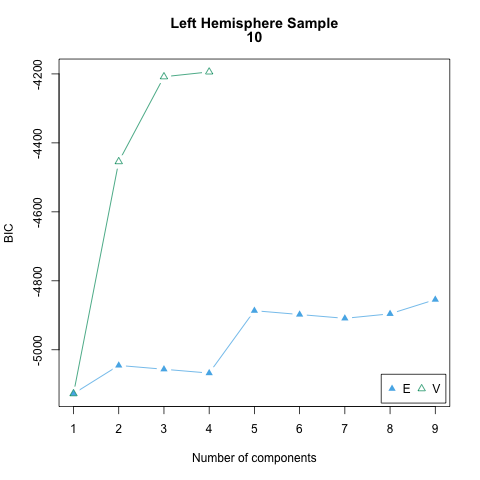 Left Hemisphere Sample
10
BIC
-4200
-4400
-4600
-4800
-5000
1 2 3 4 5 6 7 8 9
Number of components
E V